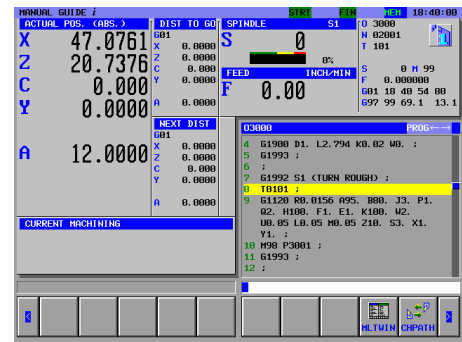 MANUAL GUIDE i STRT FIN MEM 18:40:00
ACTUAL POS. (ABS.) DIST TO GO SPINDLE S1 O 3000
X 47.0761 G01 S 0 N 02001
X 0.0000 T 101
Z 20.7376 Z 0.0000 0%
C 0.000 C 0.000 FEED INCH/MIN S 0 M 99
Y 0.0000 Y 0.0000 F 0.00 F 0.000000
A 0.0000 G01 18 40 54 80
G97 99 69.1 13.1
A 12.0000 NEXT DIST
G01
X 0.0000
Z 0.0000
C 0.000
Y 0.0000
A 0.0000
CURRENT MACHINING
O3000 PROG←→
4 G1900 D1. L2.794 K0.02 W0. ;
5 G1993 ;
6 ;
7 G1992 S1 (TURN ROUGH) ;
8 T0101 ;
9 G1120 R0.0156 A95. B80. J3. P1.
Q2. H100. F1. E1. K100. W2.
U0.05 L0.05 M0.05 Z10. S3. X1.
Y1. ;
10 M98 P3001 ;
11 G1993 ;
12 ;
MLTWIN CHPATH